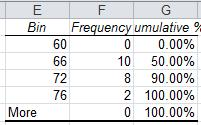 E F G
Bin Frequency umulative %
60 0 0.00%
66 10 50.00%
72 8 90.00%
76 2 100.00%
More 0 100.00%